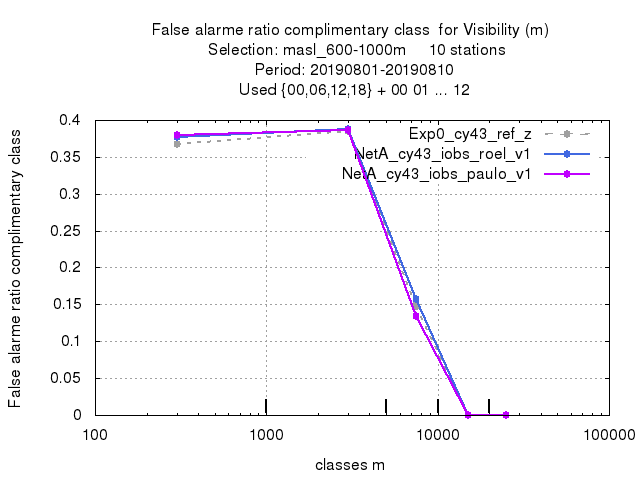 False alarme ratio complimentary class  for Visibility (m)
Selection: masl_600-1000m     10 stations
Period: 20190801-20190810
Used {00,06,12,18} + 00 01 ... 12
False alarme ratio complimentary class
0.4
0.35
0.3
0.25
0.2
0.15
0.1
0.05
0
Exp0_cy43_ref_z
NetA_cy43_iobs_roel_v1
NetA_cy43_iobs_paulo_v1
100
1000
10000
100000
classes m